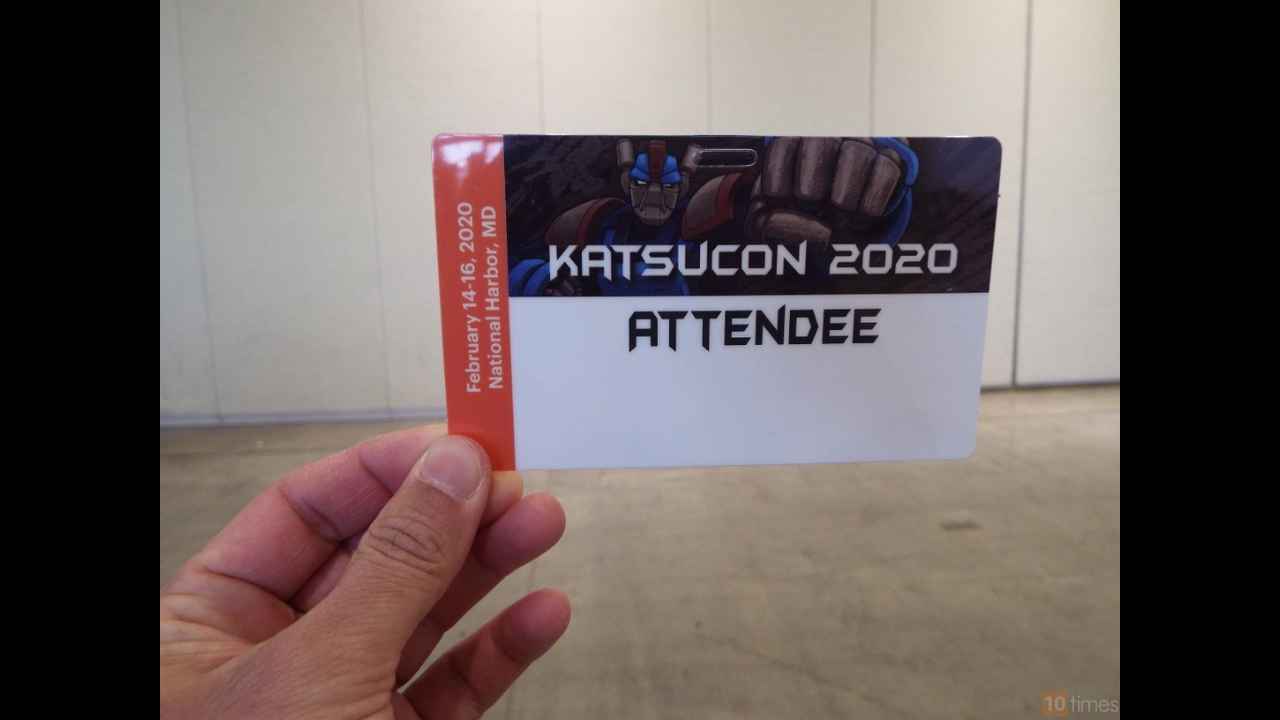 February 14-16, 2020
National Harbor, MD
KATSUCON 2020
ATTENDEE
10times